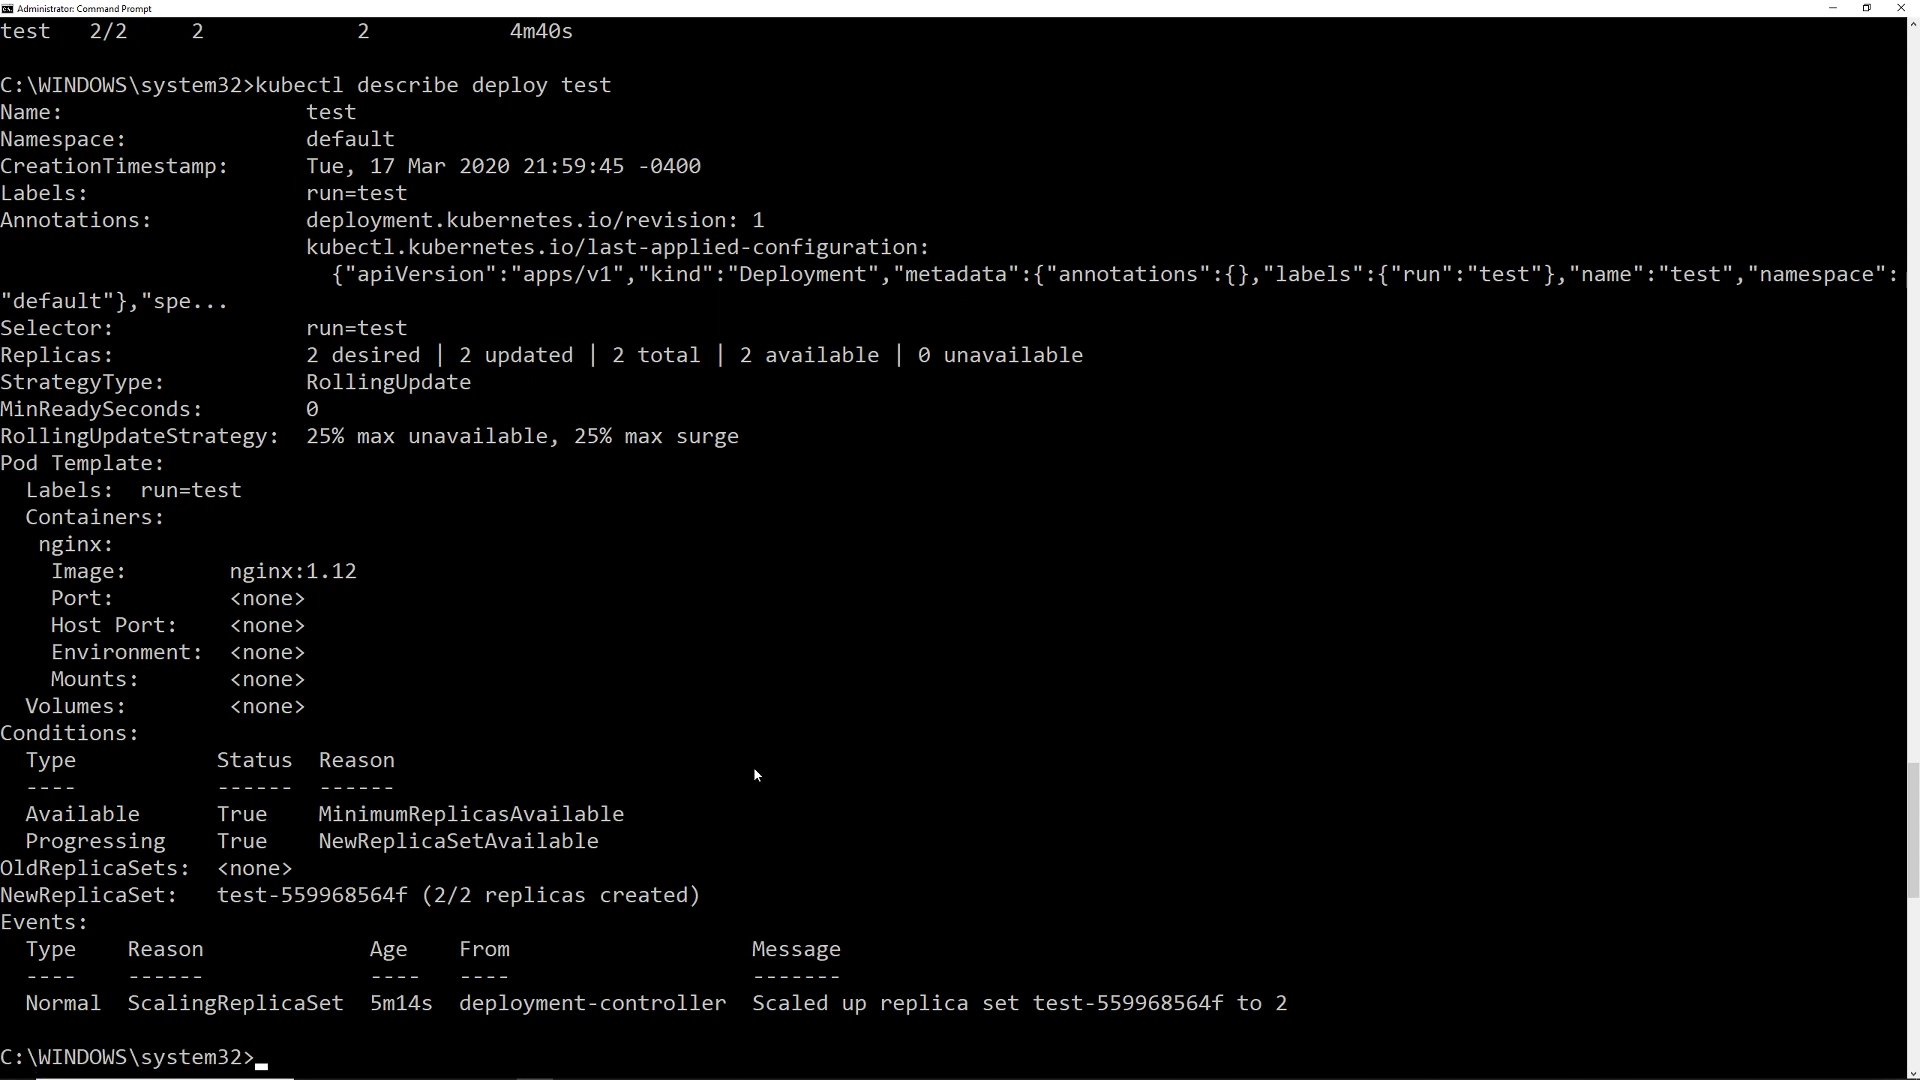 Administrator: Command Prompt
test   2/2     2            2           4m40s
C:\WINDOWS\system32>kubectl describe deploy test
Name:                   test
Namespace:              default
CreationTimestamp:      Tue, 17 Mar 2020 21:59:45 -0400
Labels:                 run=test
Annotations:            deployment.kubernetes.io/revision: 1
                        kubectl.kubernetes.io/last-applied-configuration:
                          {"apiVersion":"apps/v1","kind":"Deployment","metadata":{"annotations":{},"labels":{"run":"test"},"name":"test","namespace":
"default"},"spe...
Selector:               run=test
Replicas:               2 desired | 2 updated | 2 total | 2 available | 0 unavailable
StrategyType:           RollingUpdate
MinReadySeconds:        0
RollingUpdateStrategy:  25% max unavailable, 25% max surge
Pod Template:
  Labels:  run=test
  Containers:
   nginx:
    Image:        nginx:1.12
    Port:         <none>
    Host Port:    <none>
    Environment:  <none>
    Mounts:       <none>
  Volumes:        <none>
Conditions:
  Type           Status  Reason
  ----           ------  ------
  Available      True    MinimumReplicasAvailable
  Progressing    True    NewReplicaSetAvailable
OldReplicaSets:  <none>
NewReplicaSet:   test-559968564f (2/2 replicas created)
Events:
  Type    Reason             Age    From                   Message
  ----    ------             ----   ----                   -------
  Normal  ScalingReplicaSet  5m14s  deployment-controller  Scaled up replica set test-559968564f to 2
C:\WINDOWS\system32>